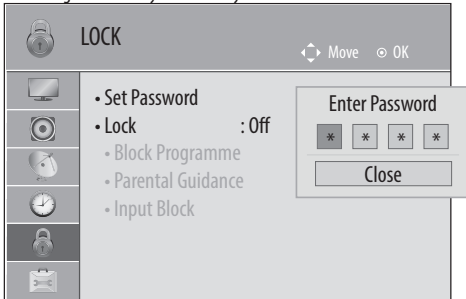 LOCK
Move
OK
• Set Password
• Lock : Off
• Block Programme
• Parental Guidance
• Input Block
Enter Password
* * * *
Close